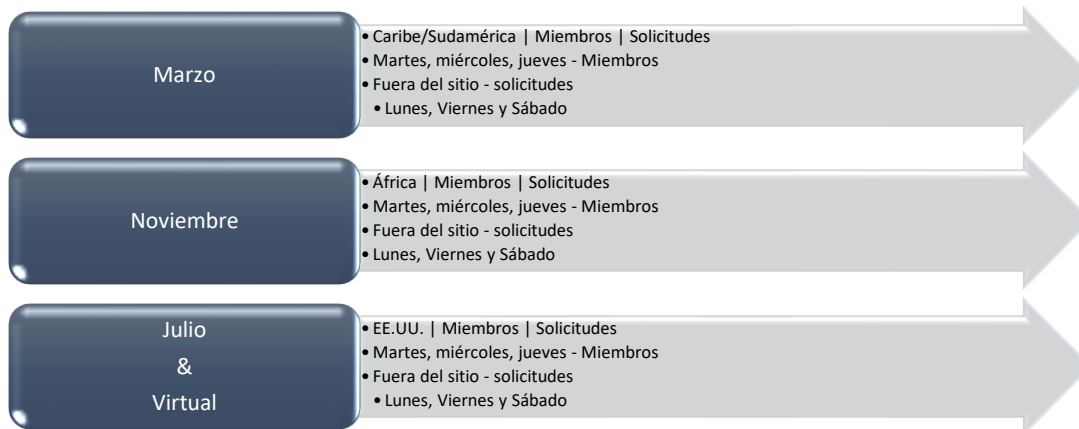 Marzo
• Caribe/Sudamérica | Miembros | Solicitudes
• Martes, miércoles, jueves - Miembros
• Fuera del sitio - solicitudes
• Lunes, Viernes y Sábado
Noviembre
• África | Miembros | Solicitudes
• Martes, miércoles, jueves - Miembros
• Fuera del sitio - solicitudes
• Lunes, Viernes y Sábado
Julio
&
Virtual
• EE.UU. | Miembros | Solicitudes
• Martes, miércoles, jueves - Miembros
• Fuera del sitio - solicitudes
• Lunes, Viernes y Sábado